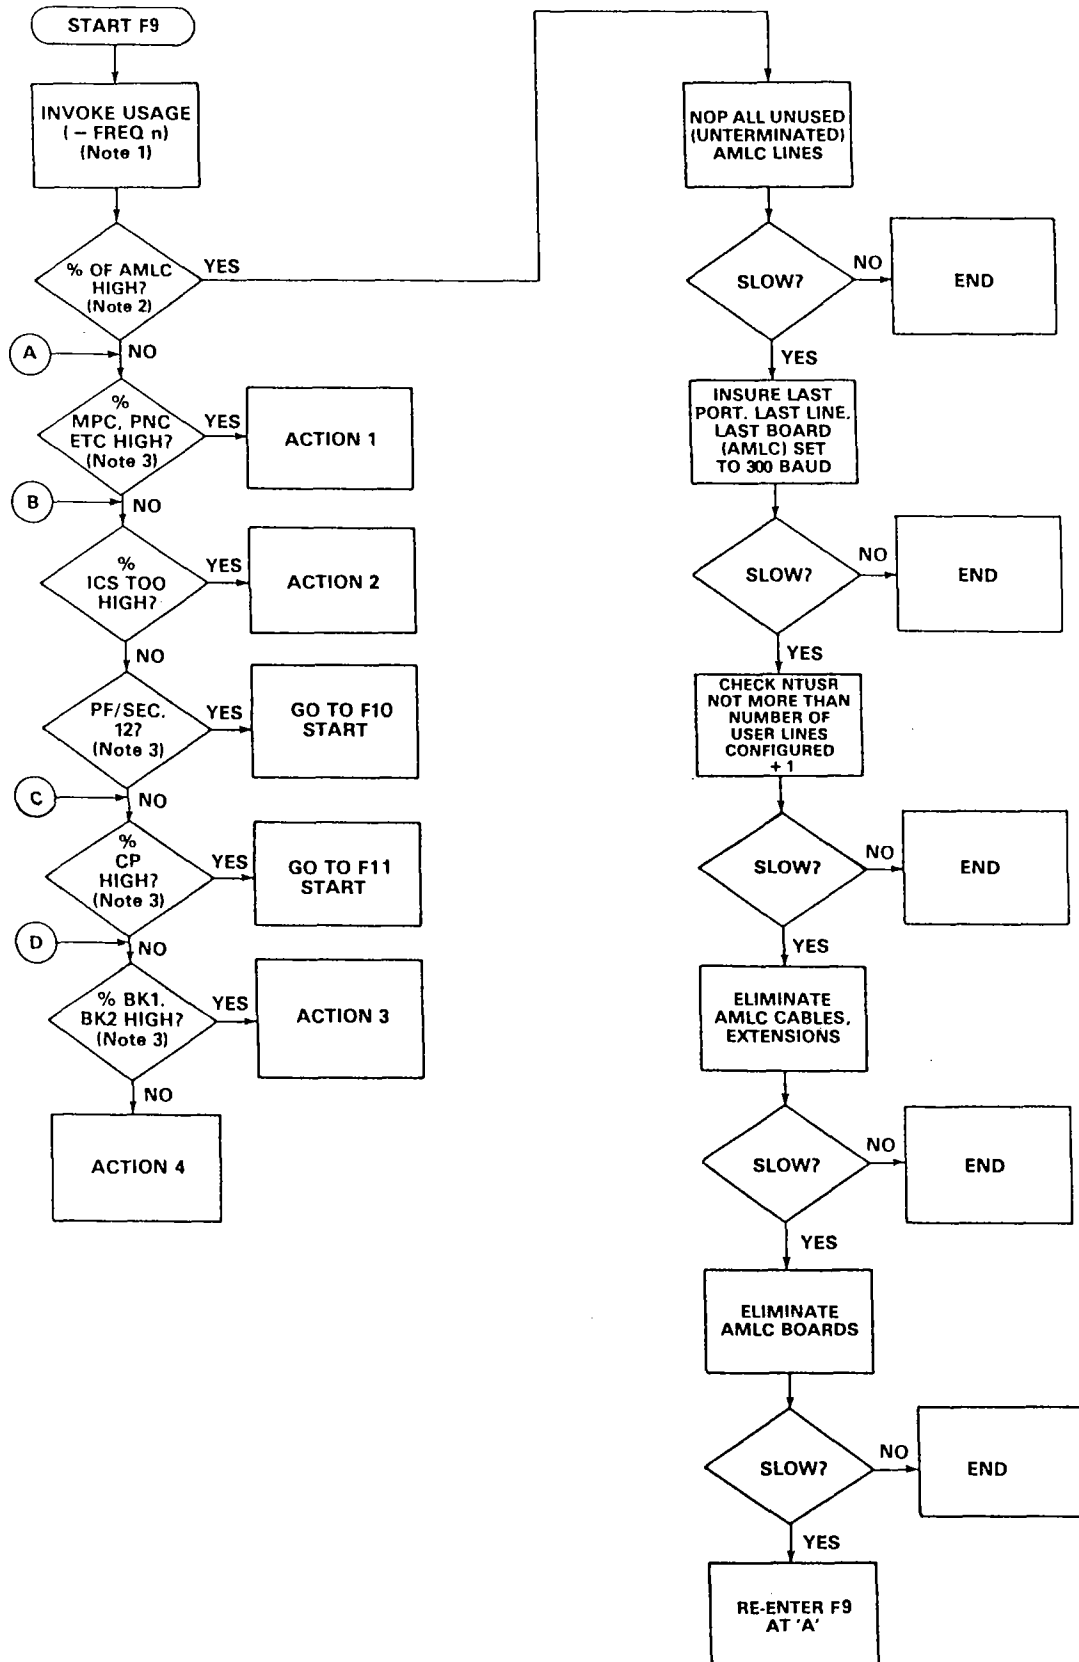 START F9
INVOKE USAGE
( – FREQ n)
(Note 1)
% OF AMLC
HIGH?
(Note 2)
YES
NO
A
%
MPC, PNC
ETC HIGH?
(Note 3)
YES
ACTION 1
NO
B
%
ICS TOO
HIGH?
YES
ACTION 2
NO
PF/SEC.
12?
(Note 3)
YES
GO TO F10
START
NO
C
%
CP
HIGH?
(Note 3)
YES
GO TO F11
START
NO
D
% BK1.
BK2 HIGH?
(Note 3)
YES
ACTION 3
NO
ACTION 4
NOP ALL UNUSED
(UNTERMINATED)
AMLC LINES
SLOW?
NO
END
YES
INSURE LAST
PORT. LAST LINE.
LAST BOARD
(AMLC) SET
TO 300 BAUD
SLOW?
NO
END
YES
CHECK NTUSR
NOT MORE THAN
NUMBER OF
USER LINES
CONFIGURED
+ 1
SLOW?
NO
END
YES
ELIMINATE
AMLC CABLES,
EXTENSIONS
SLOW?
NO
END
YES
ELIMINATE
AMLC BOARDS
SLOW?
NO
END
YES
RE-ENTER F9
AT 'A'